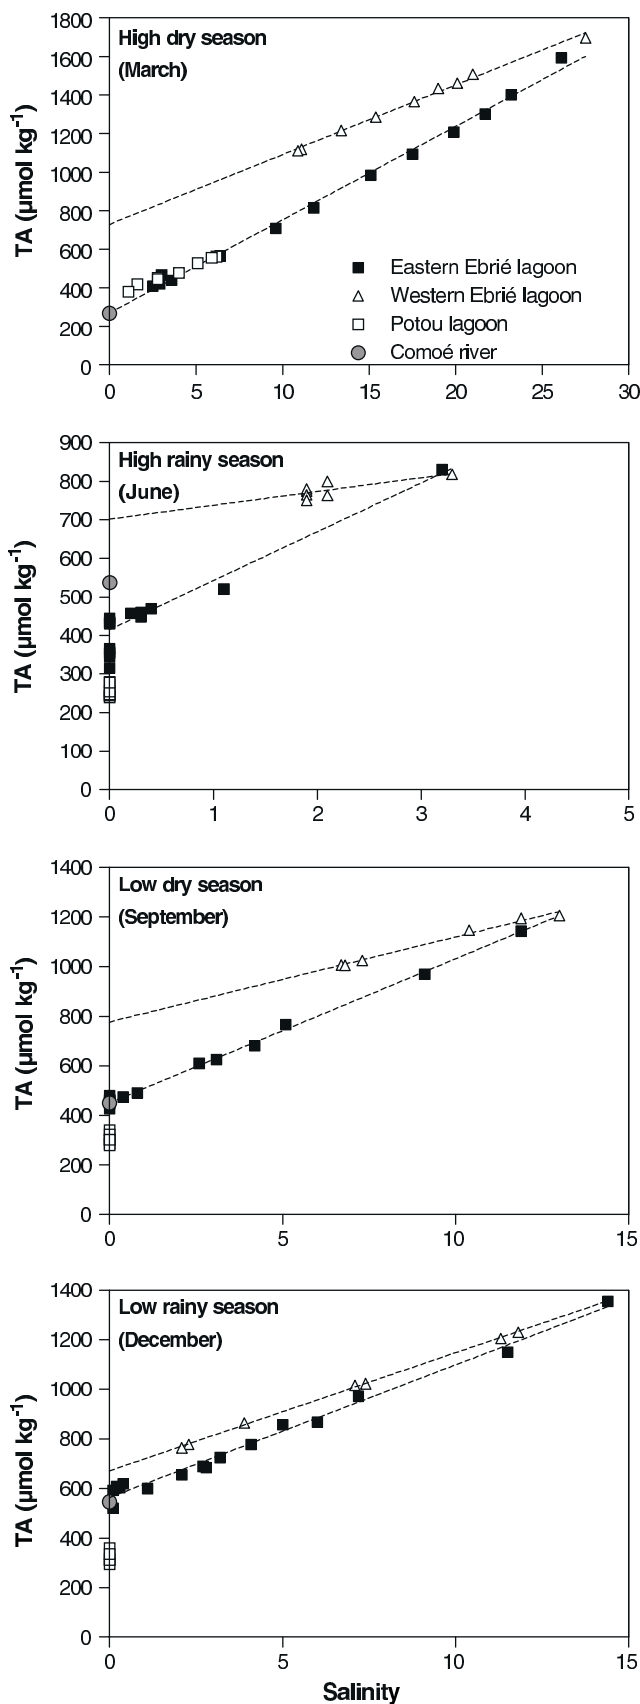 1800
1600
1400
1200
1000
800
600
400
200
0
TA (µmol kg⁻¹)
High dry season
(March)
Eastern Ebrié lagoon
Western Ebrié lagoon
Potou lagoon
Comoé river
0 5 10 15 20 25 30
900
800
700
600
500
400
300
200
100
0
TA (µmol kg⁻¹)
High rainy season
(June)
0 1 2 3 4 5
1400
1200
1000
800
600
400
200
0
TA (µmol kg⁻¹)
Low dry season
(September)
0 5 10 15
1400
1200
1000
800
600
400
200
0
TA (µmol kg⁻¹)
Low rainy season
(December)
0 5 10 15
Salinity